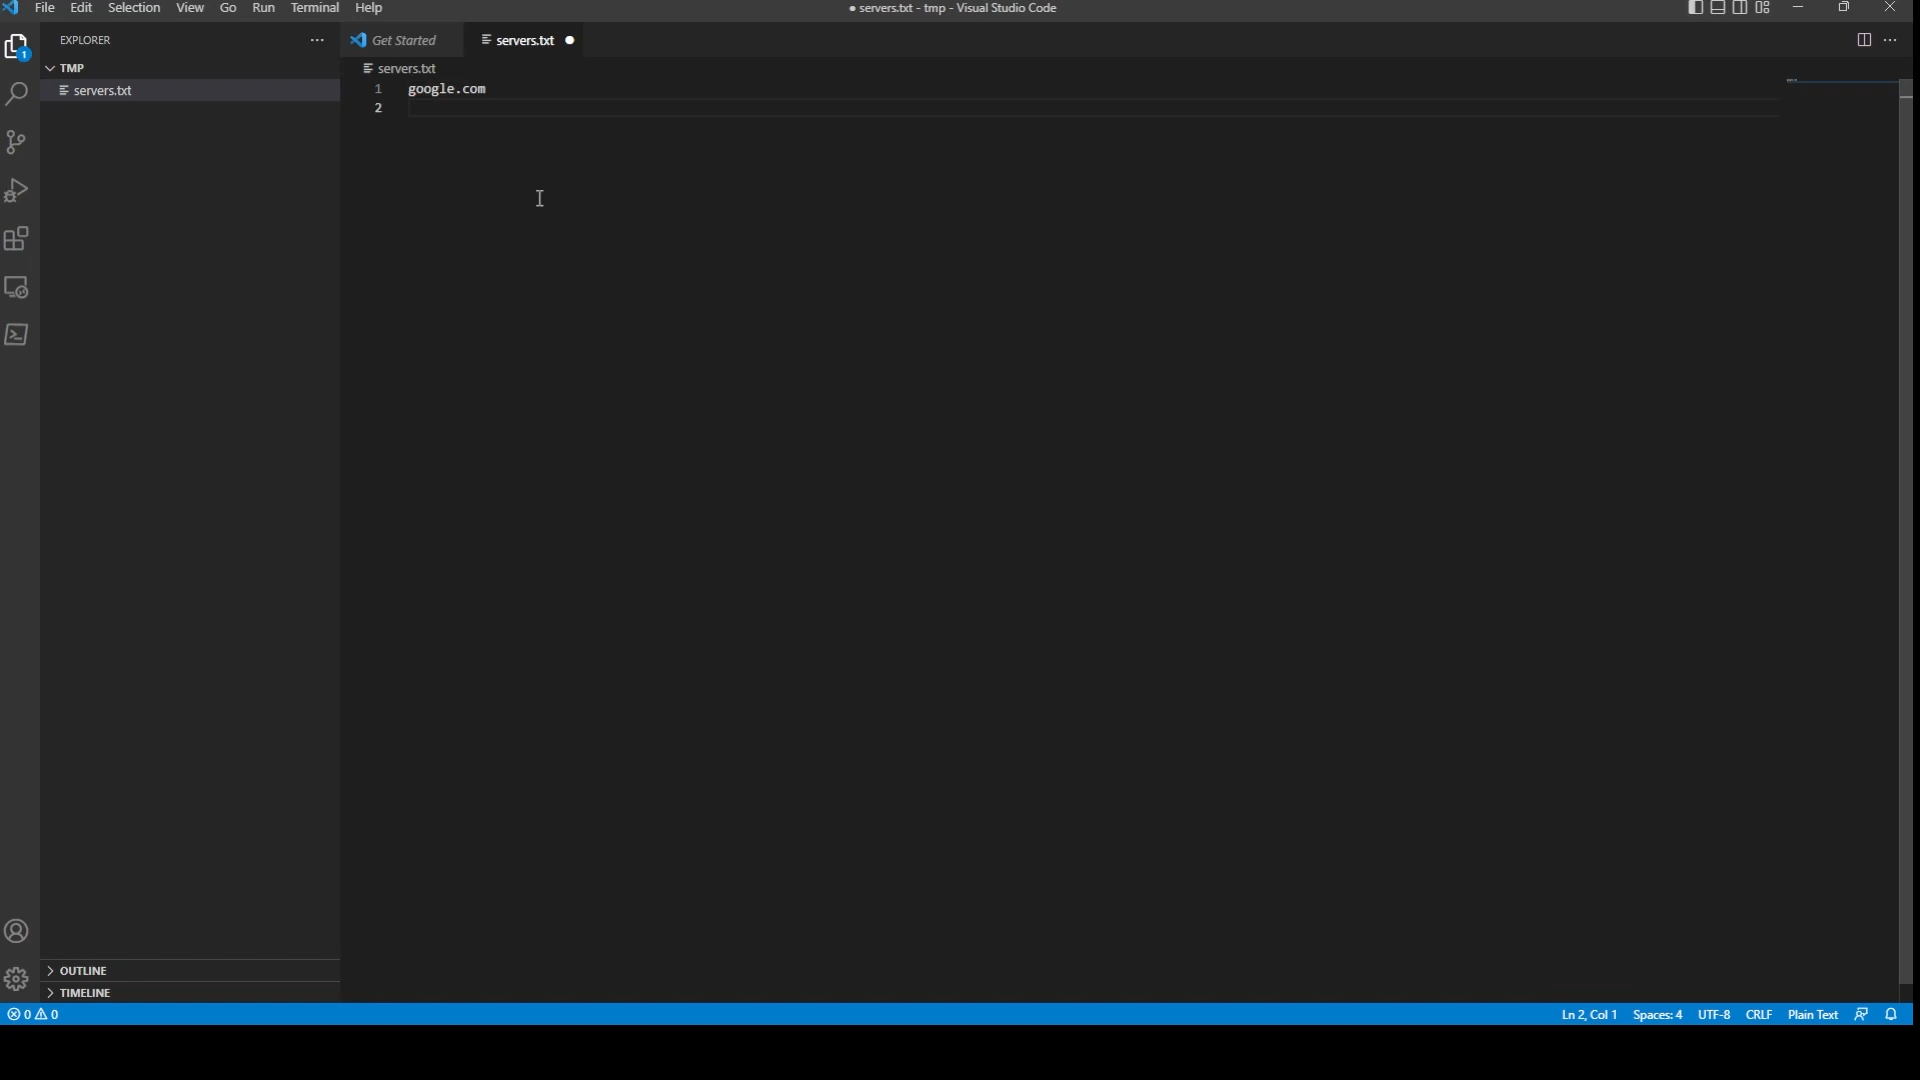 File Edit Selection View Go Run Terminal Help
● servers.txt - tmp - Visual Studio Code
EXPLORER
Get Started
servers.txt
TMP
servers.txt
servers.txt
1 google.com
2
1
OUTLINE
TIMELINE
0 0
Ln 2, Col 1 Spaces: 4 UTF-8 CRLF Plain Text